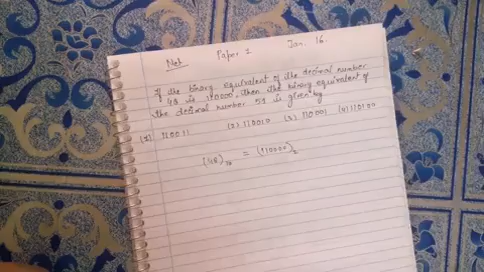 Net Paper 1 Jan. 16.
If the binary equivalent of the decimal number
48 is 110000, then the binary equivalent of
the decimal number 51 is given by
(1) 110011 (2) 110010 (3) 110001 (4) 110100
(48)₁₀ = (110000)₂